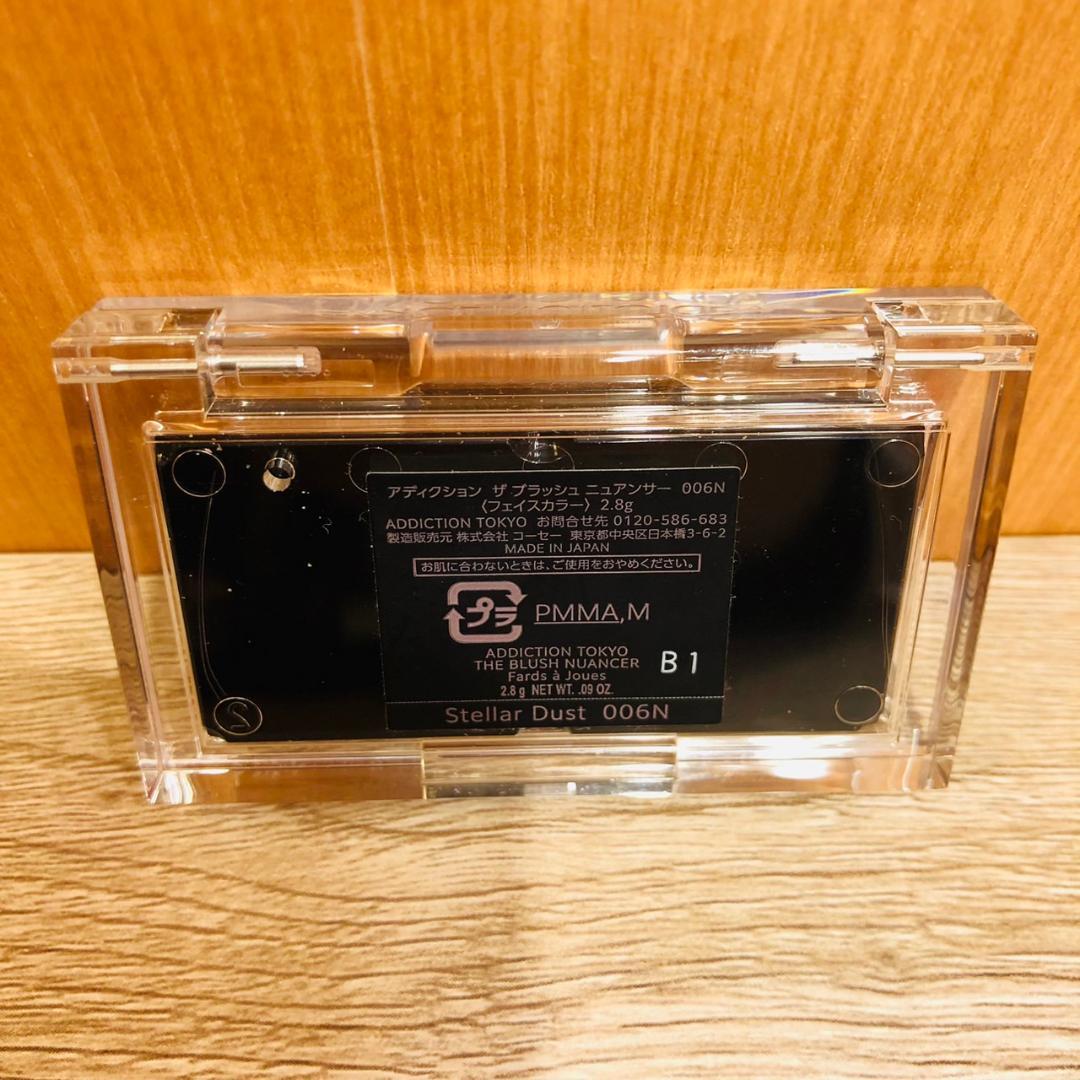 アディクション ザ ブラッシュ ニュアンサー 006N
〈フェイスカラー〉 2.8g
ADDICTION TOKYO お問合せ先 0120-586-683
製造販売元 株式会社 コーセー 東京都中央区日本橋3-6-2
MADE IN JAPAN
お肌に合わないときは、ご使用をおやめください。
プラ PMMA,M
ADDICTION TOKYO
THE BLUSH NUANCER
Fards à Joues
B1
2.8 g NET WT. .09 OZ.
Stellar Dust 006N
2